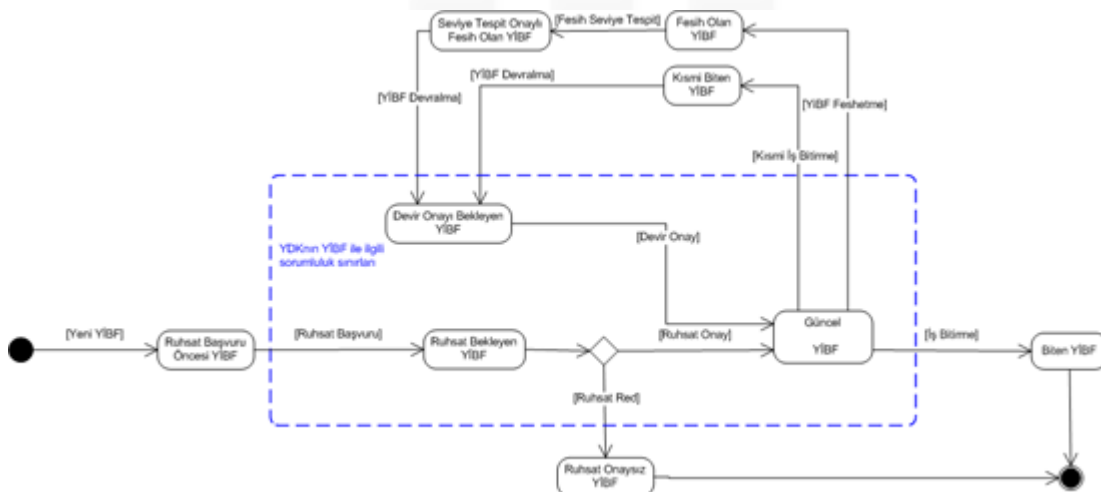 Seviye Tespit Onaylı
Fesih Olan YİBF
[Fesih Seviye Tespit]
Fesih Olan
YİBF
[YİBF Devralma]
Kısmi Biten
YİBF
[YİBF Devralma]
[YİBF Feshetme]
[Kısmi İş Bitirme]
Devir Onayı Bekleyen
YİBF
[Devir Onay]
YDKnın YİBF ile ilgili
sorumluluk sınırları
[Yeni YİBF]
Ruhsat Başvuru
Öncesi YİBF
[Ruhsat Başvuru]
Ruhsat Bekleyen
YİBF
[Ruhsat Onay]
Güncel
YİBF
[İş Bitirme]
Biten YİBF
[Ruhsat Red]
Ruhsat Onaysız
YİBF